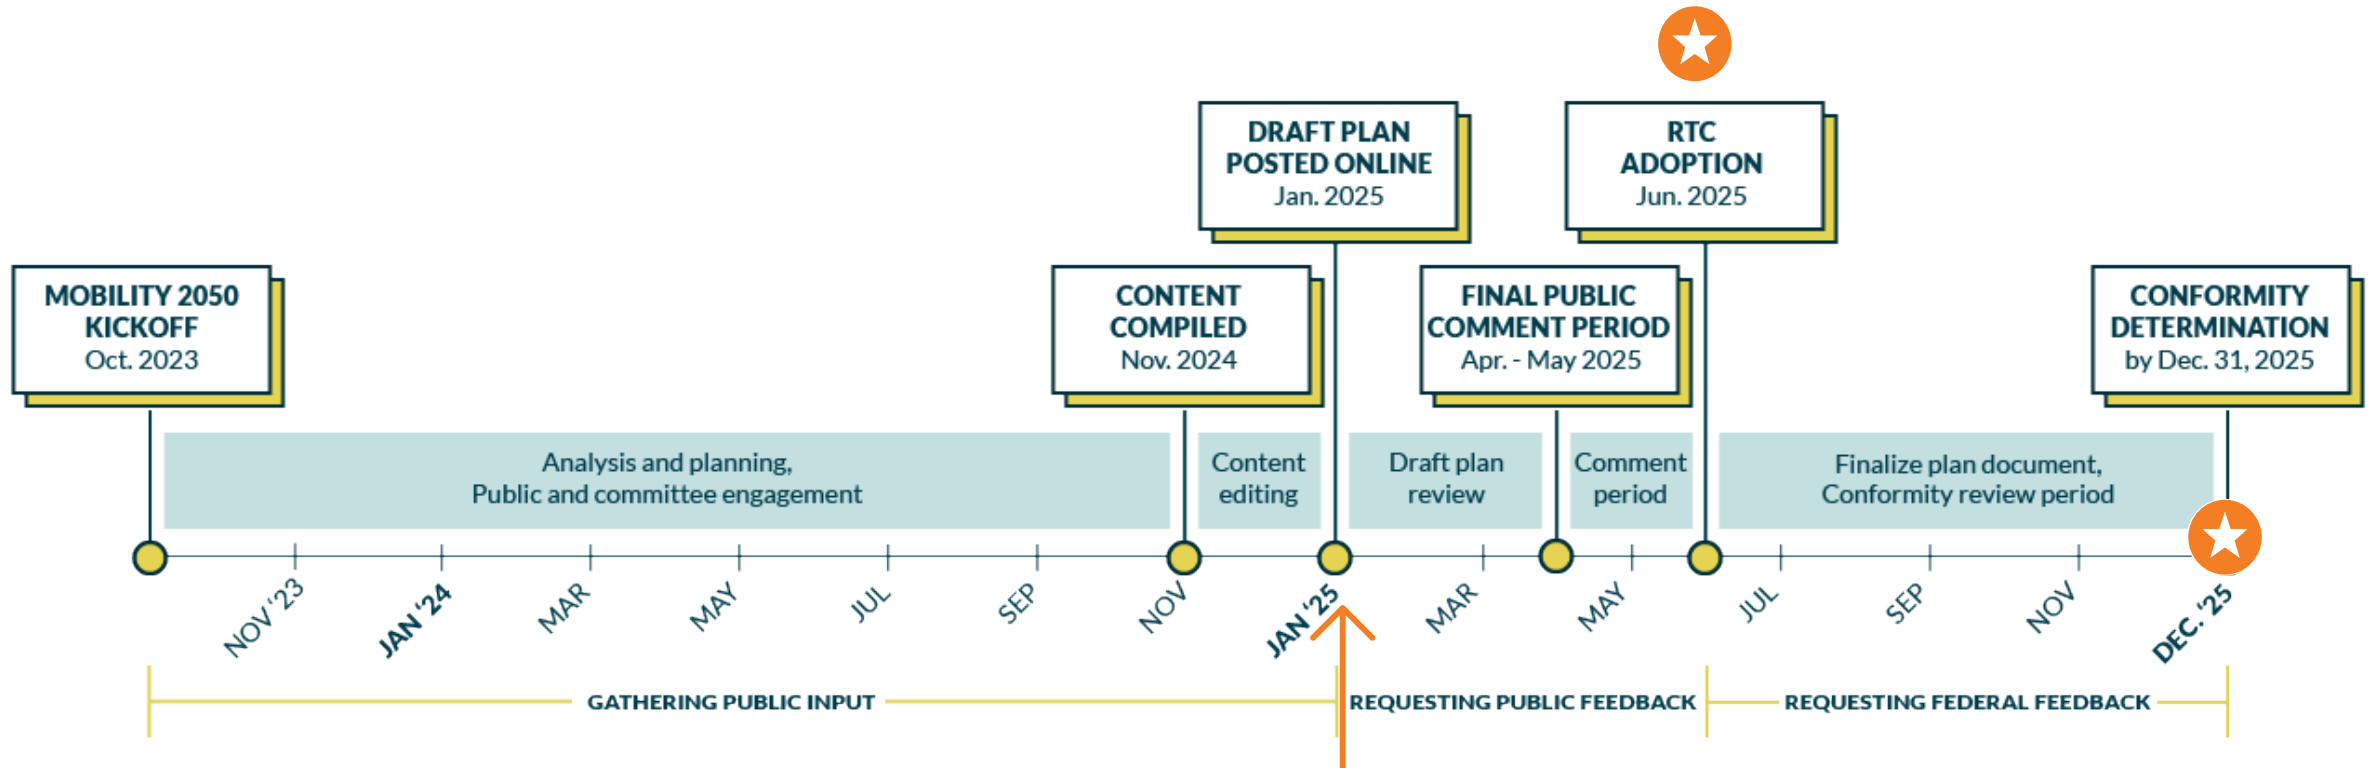 DRAFT PLAN
POSTED ONLINE
Jan. 2025
RTC
ADOPTION
Jun. 2025
MOBILITY 2050
KICKOFF
Oct. 2023
CONTENT
COMPILED
Nov. 2024
FINAL PUBLIC
COMMENT PERIOD
Apr. - May 2025
CONFORMITY
DETERMINATION
by Dec. 31, 2025
Analysis and planning,
Public and committee engagement
Content
editing
Draft plan
review
Comment
period
Finalize plan document,
Conformity review period
NOV '23
JAN '24
MAR
MAY
JUL
SEP
NOV
JAN '25
MAR
MAY
JUL
SEP
NOV
DEC. '25
GATHERING PUBLIC INPUT
REQUESTING PUBLIC FEEDBACK
REQUESTING FEDERAL FEEDBACK